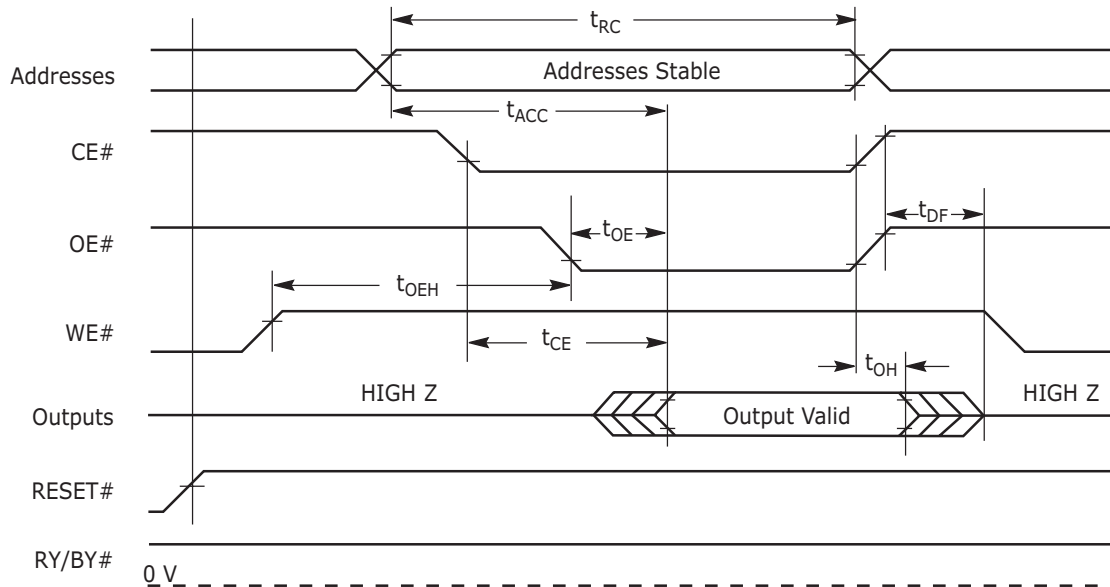 tRC
Addresses
Addresses Stable
tACC
CE#
tDF
OE#
tOE
tOEH
WE#
tCE
tOH
HIGH Z
HIGH Z
Outputs
Output Valid
RESET#
RY/BY#
0 V